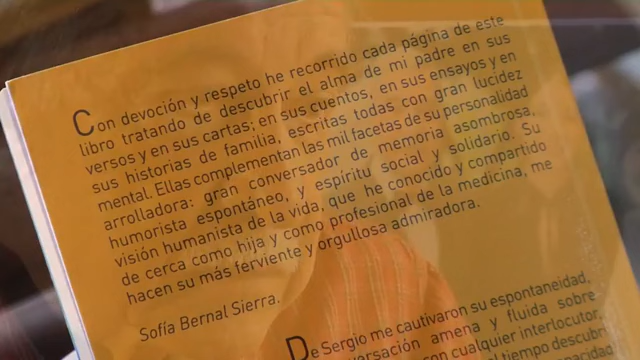 Con devoción y respeto he recorrido cada página de este
libro tratando de descubrir el alma de mi padre en sus
versos y en sus cartas; en sus cuentos, en sus ensayos y en
sus historias de familia, escritas todas con gran lucidez
mental. Ellas complementan las mil facetas de su personalidad
arrolladora: gran conversador de memoria asombrosa,
humorista espontáneo, y espíritu social y solidario. Su
visión humanista de la vida, que he conocido y compartido
de cerca como hija y como profesional de la medicina, me
hacen su más ferviente y orgullosa admiradora.
Sofía Bernal Sierra.
De Sergio me cautivaron su espontaneidad,
amena y fluida sobre
cualquier interlocutor,
tiempo